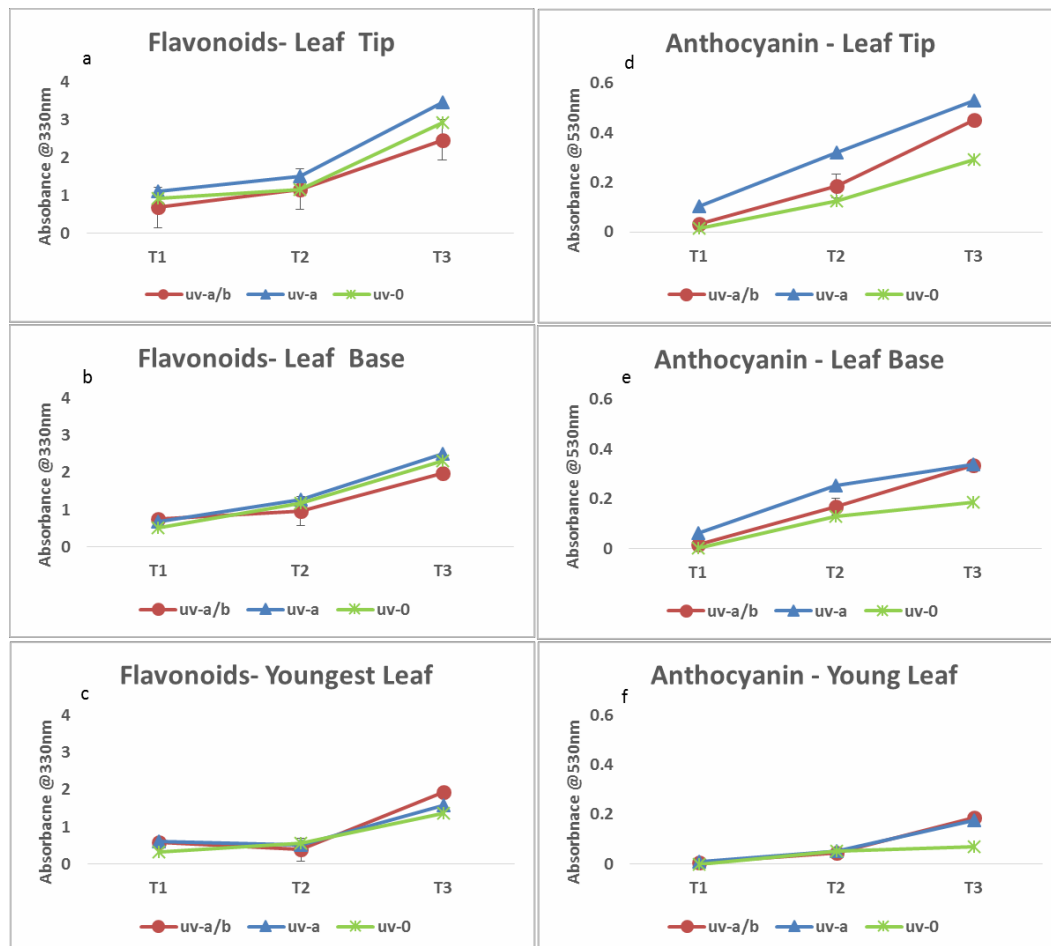 a
Flavonoids- Leaf  Tip
Absobance @330nm
4
3
2
1
0
T1 T2 T3
uv-a/b uv-a uv-0
d
Anthocyanin - Leaf Tip
Absorbance @530nm
0.6
0.4
0.2
0
T1 T2 T3
uv-a/b uv-a uv-0
b
Flavonoids- Leaf  Base
Absorbance @330nm
4
3
2
1
0
T1 T2 T3
uv-a/b uv-a uv-0
e
Anthocyanin - Leaf Base
Absorbance @530nm
0.6
0.4
0.2
0
T1 T2 T3
uv-a/b uv-a uv-0
c
Flavonoids- Youngest Leaf
Absorbacne @330nm
4
3
2
1
0
T1 T2 T3
uv-a/b uv-a uv-0
f
Anthocyanin - Young Leaf
Absorbnace @530nm
0.6
0.4
0.2
0
T1 T2 T3
uv-a/b uv-a uv-0